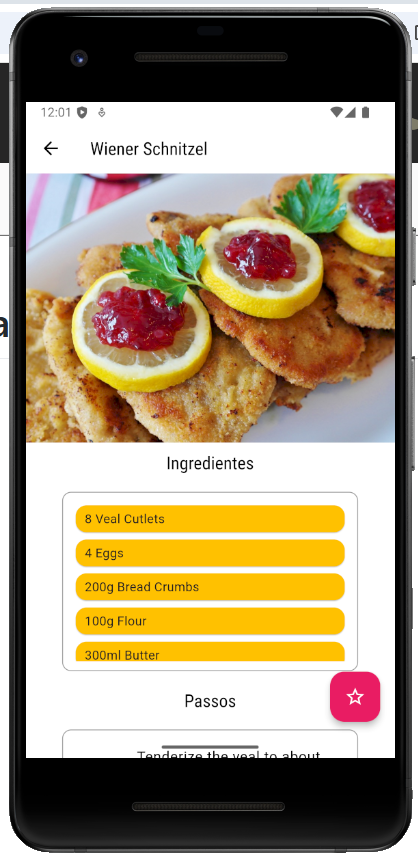 12:01
Wiener Schnitzel
Ingredientes
8 Veal Cutlets
4 Eggs
200g Bread Crumbs
100g Flour
300ml Butter
Passos
Tenderize the veal to about